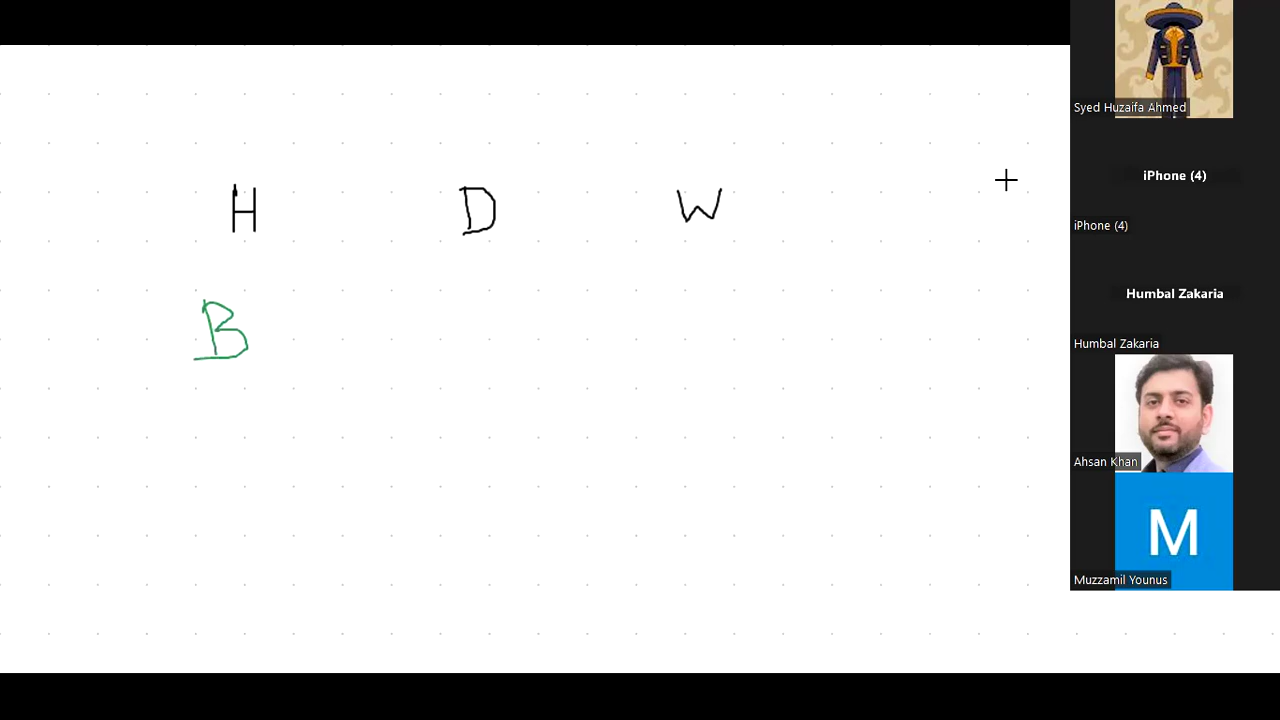 H D W
B
Syed Huzaifa Ahmed
iPhone (4)
iPhone (4)
Humbal Zakaria
Humbal Zakaria
Ahsan Khan
M
Muzzamil Younus